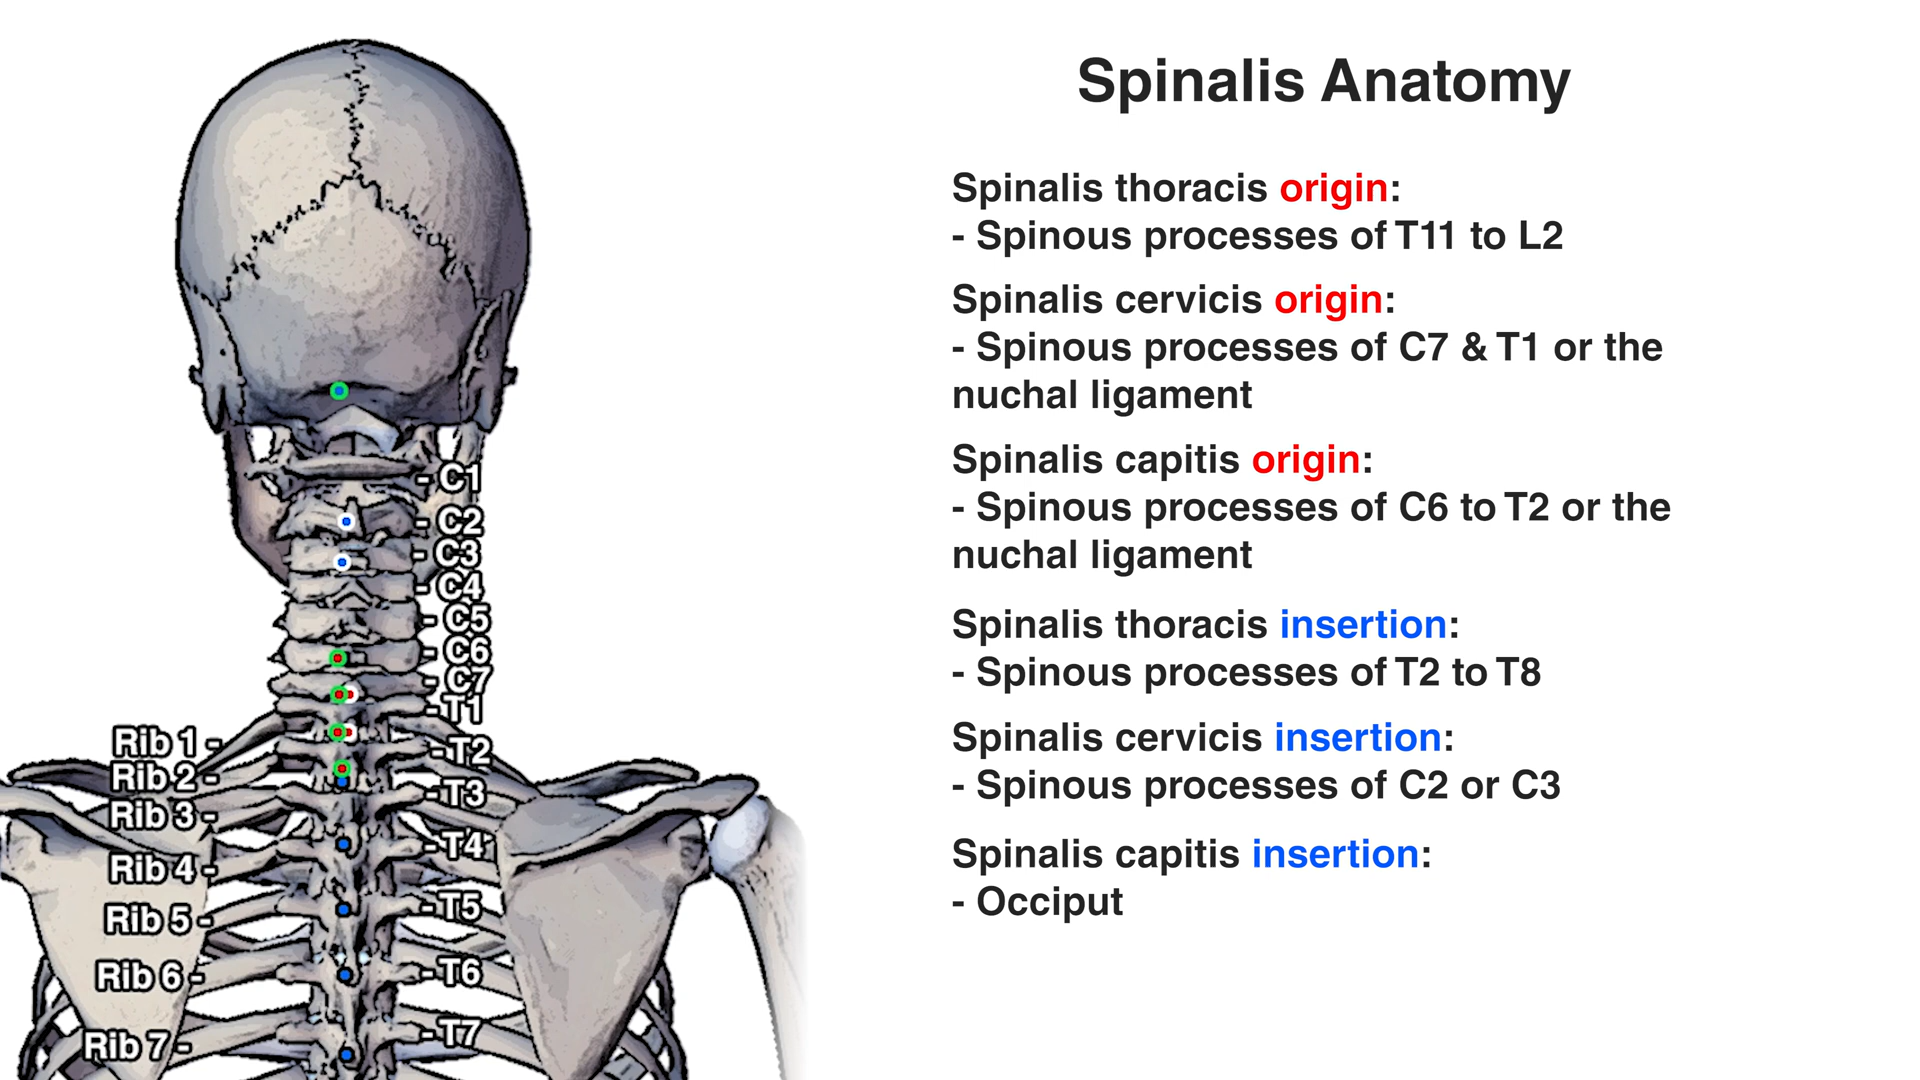 Spinalis Anatomy
Spinalis thoracis origin:
- Spinous processes of T11 to L2
Spinalis cervicis origin:
- Spinous processes of C7 & T1 or the
nuchal ligament
Spinalis capitis origin:
- Spinous processes of C6 to T2 or the
nuchal ligament
Spinalis thoracis insertion:
- Spinous processes of T2 to T8
Spinalis cervicis insertion:
- Spinous processes of C2 or C3
Spinalis capitis insertion:
- Occiput
- C1
- C2
- C3
- C4
- C5
- C6
- C7
- T1
- T2
- T3
- T4
- T5
- T6
- T7
Rib 1 -
Rib 2 -
Rib 3 -
Rib 4 -
Rib 5 -
Rib 6 -
Rib 7 -